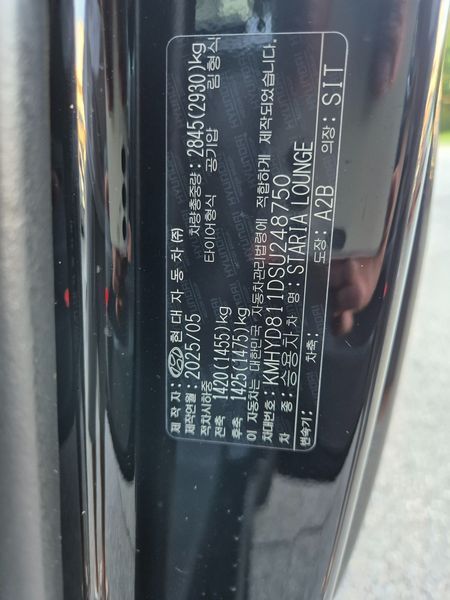 제 작 자 : 현 대 자 동 차 ㈜
제작연월 : 2025/05 차량총중량 : 2845(2930)kg
적차시하중 타이어형식 공기압 림형식
전축 1420(1455)kg
후축 1425(1475)kg
이 자동차는 대한민국 자동차관리법령에 적합하게 제작되었습니다.
차대번호 : KMHYD811DSU248750
차 종 : 승용차 차 명 : STARIA LOUNGE
변속기 : 차축 : 도장 : A2B 의장 : SIT